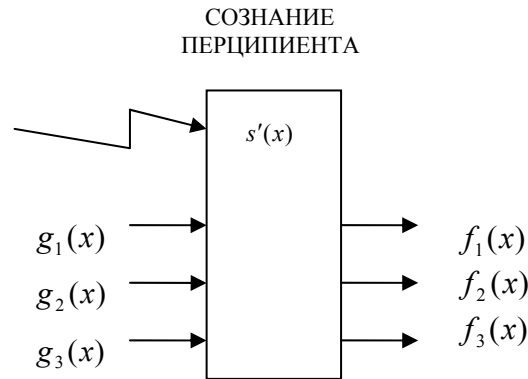 СОЗНАНИЕ
ПЕРЦИПИЕНТА
s′(x)
g₁(x) f₁(x)
g₂(x) f₂(x)
g₃(x) f₃(x)